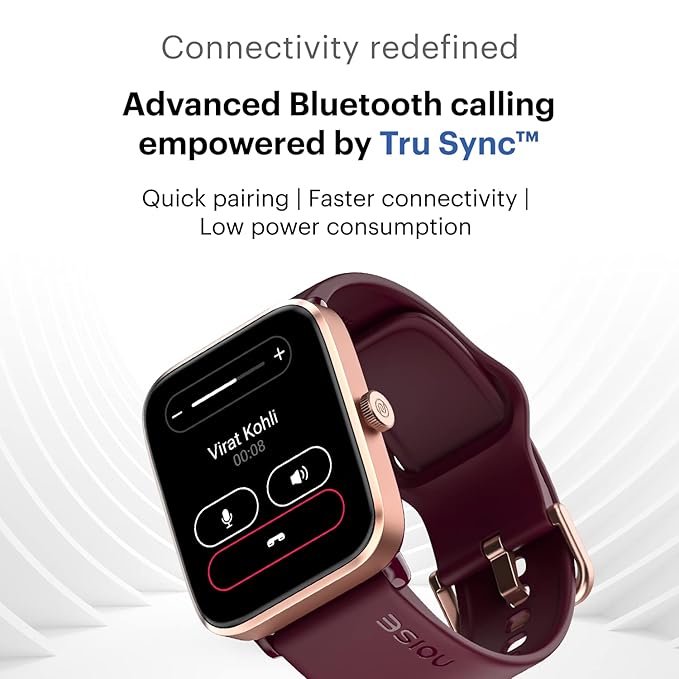 Connectivity redefined
Advanced Bluetooth calling
empowered by Tru Sync™
Quick pairing | Faster connectivity |
Low power consumption
+
−
Virat Kohli
00:08
NOISE